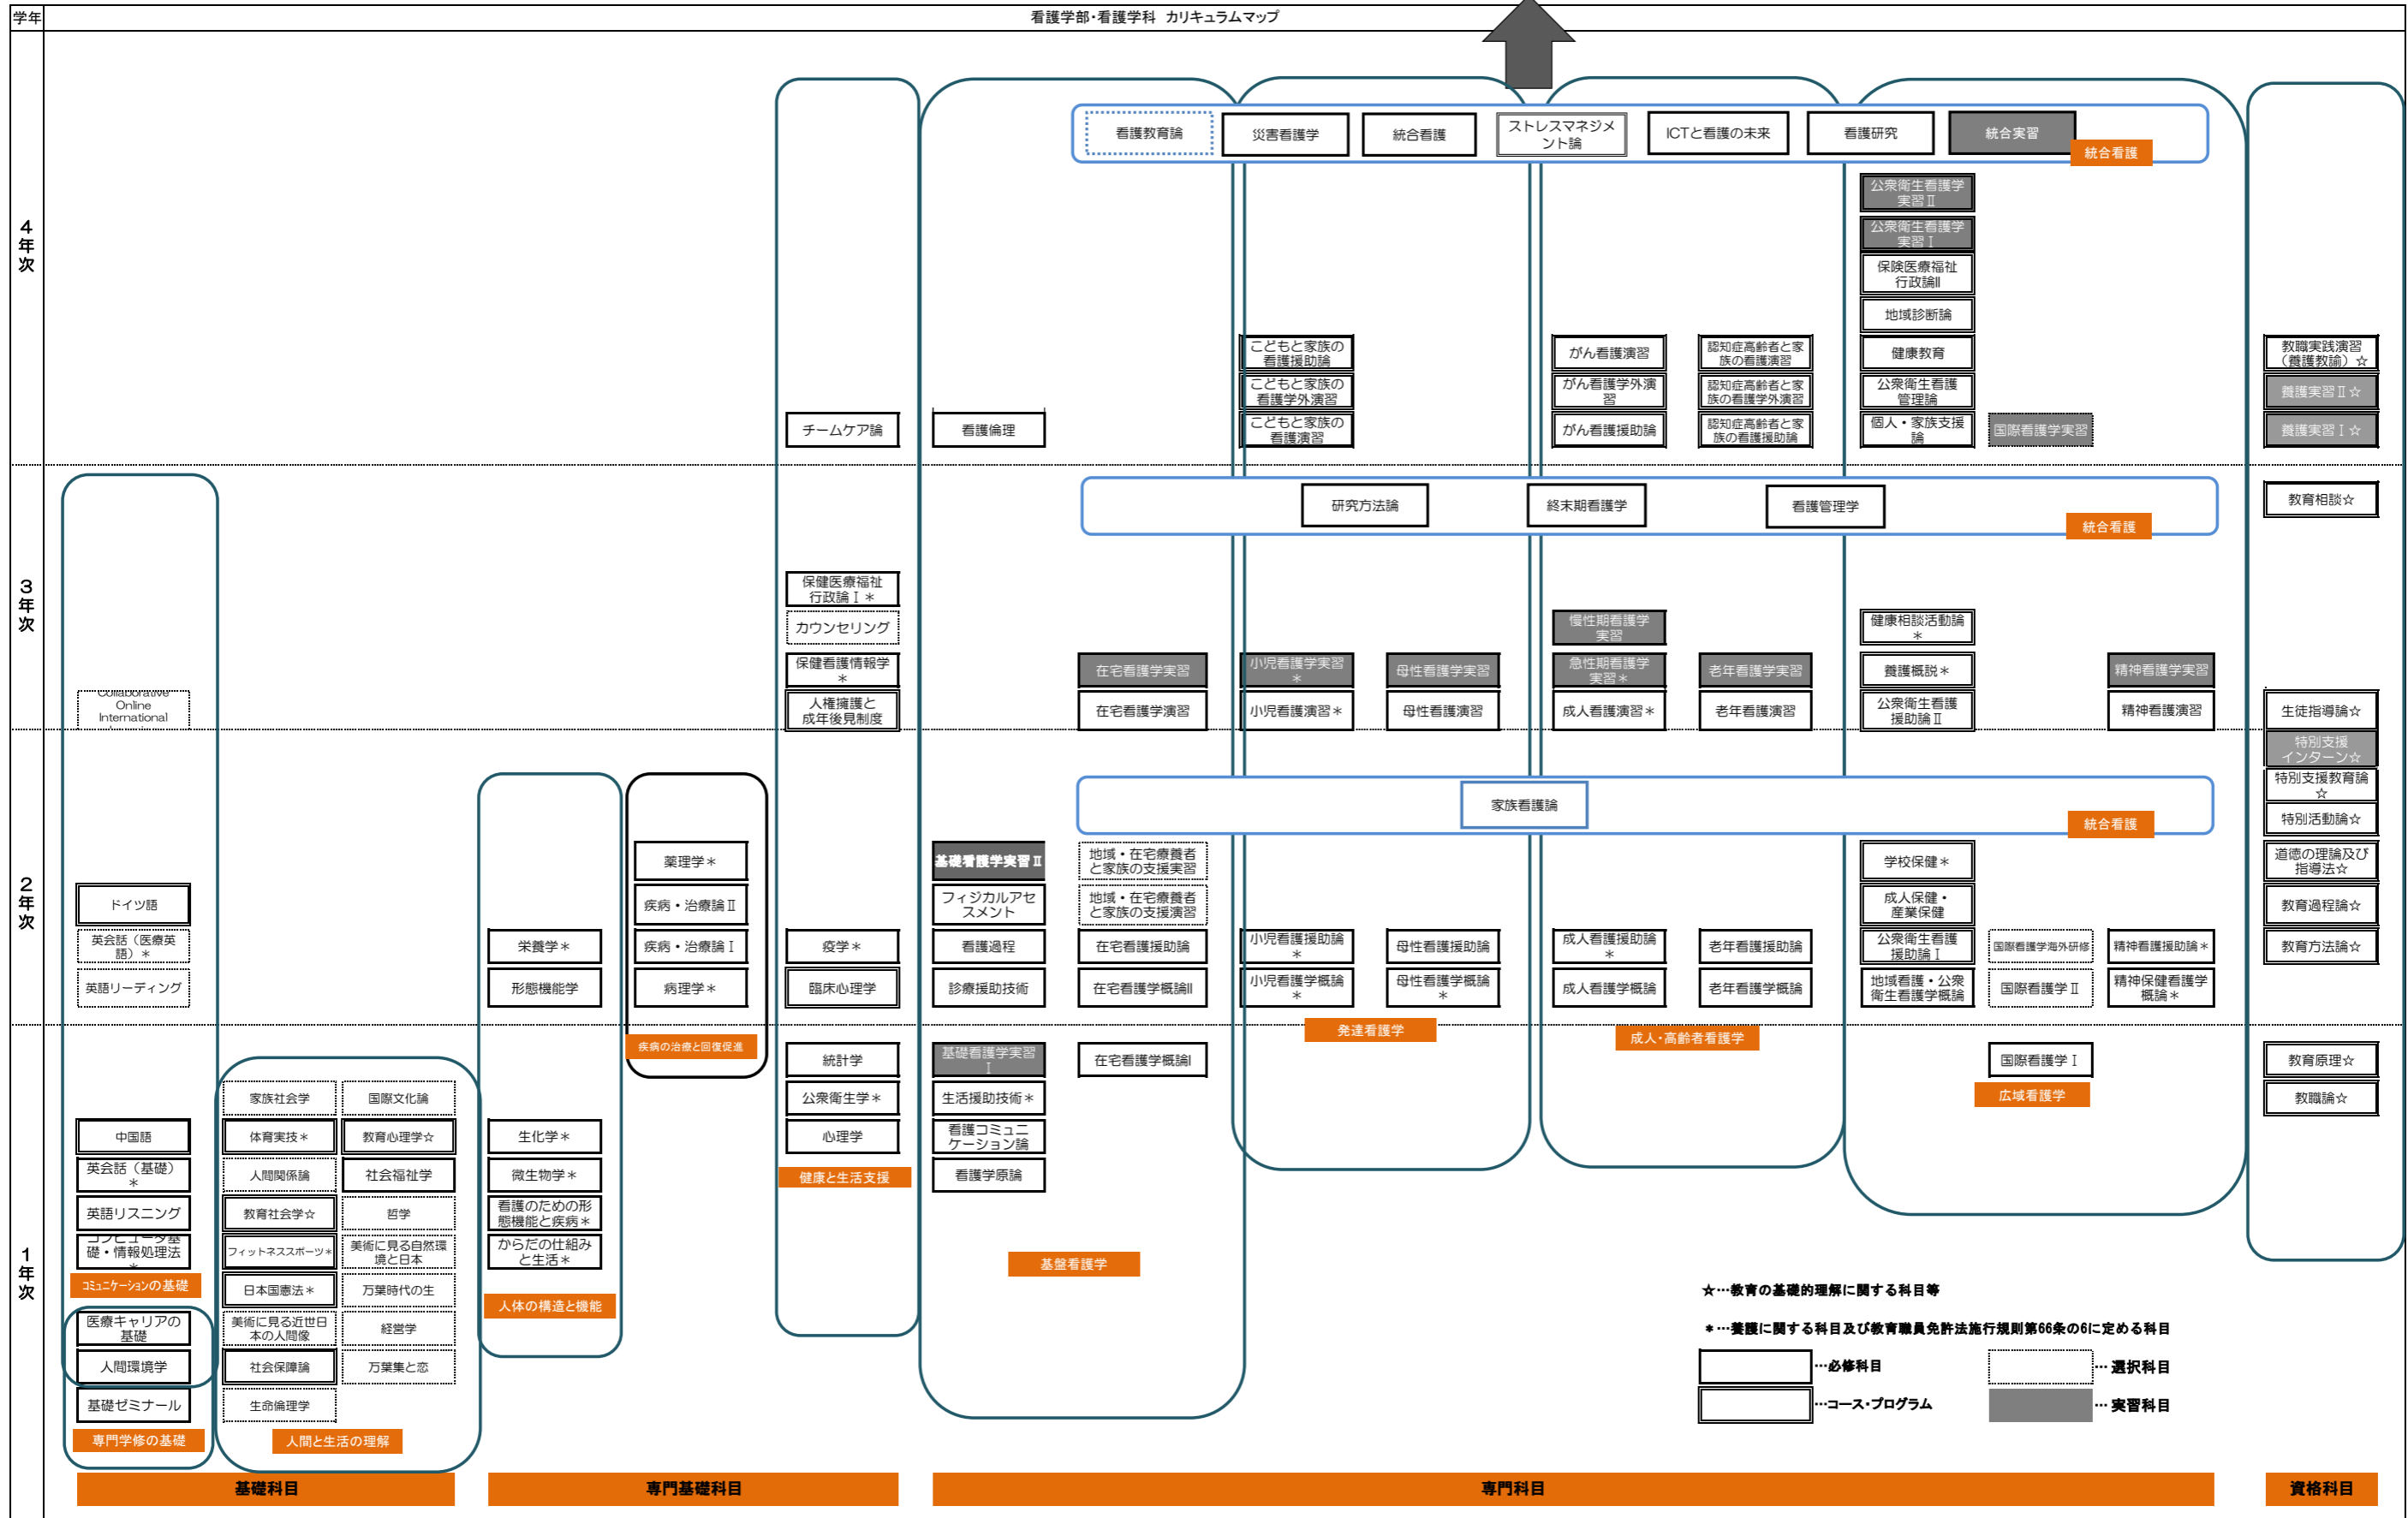 学年
看護学部・看護学科 カリキュラムマップ
4年次
看護教育論
災害看護学
統合看護
ストレスマネジメ
ント論
ICTと看護の未来
看護研究
統合実習
統合看護
公衆衛生看護学
実習Ⅱ
公衆衛生看護学
実習Ⅰ
保険医療福祉
行政論II
地域診断論
こどもと家族の
看護援助論
がん看護演習
認知症高齢者と家
族の看護演習
健康教育
教職実践演習
（養護教諭）☆
こどもと家族の
看護学外演習
がん看護学外演
習
認知症高齢者と家
族の看護学外演習
公衆衛生看護
管理論
養護実習Ⅱ☆
チームケア論
看護倫理
こどもと家族の
看護演習
がん看護援助論
認知症高齢者と家
族の看護援助論
個人・家族支援
論
国際看護学実習
養護実習Ⅰ☆
3年次
研究方法論
終末期看護学
看護管理学
統合看護
教育相談☆
保健医療福祉
行政論Ⅰ＊
カウンセリング
慢性期看護学
実習
健康相談活動論
＊
保健看護情報学
＊
在宅看護学実習
小児看護学実習
＊
母性看護学実習
急性期看護学
実習＊
老年看護学実習
養護概説＊
精神看護学実習
Collaborative
Online
International
人権擁護と
成年後見制度
在宅看護学演習
小児看護演習＊
母性看護演習
成人看護演習＊
老年看護演習
公衆衛生看護
援助論Ⅱ
精神看護演習
生徒指導論☆
2年次
特別支援
インターン☆
特別支援教育論
☆
家族看護論
統合看護
特別活動論☆
薬理学＊
基礎看護学実習Ⅱ
地域・在宅療養者
と家族の支援実習
学校保健＊
道徳の理論及び
指導法☆
ドイツ語
疾病・治療論Ⅱ
フィジカルアセ
スメント
地域・在宅療養者
と家族の支援演習
成人保健・
産業保健
教育過程論☆
英会話（医療英
語）＊
栄養学＊
疾病・治療論Ⅰ
疫学＊
看護過程
在宅看護援助論
小児看護援助論
＊
母性看護援助論
成人看護援助論
＊
老年看護援助論
公衆衛生看護
援助論Ⅰ
国際看護学海外研修
精神看護援助論＊
教育方法論☆
英語リーディング
形態機能学
病理学＊
臨床心理学
診療援助技術
在宅看護学概論II
小児看護学概論
＊
母性看護学概論
＊
成人看護学概論
老年看護学概論
地域看護・公衆
衛生看護学概論
国際看護学Ⅱ
精神保健看護学
概論＊
1年次
疾病の治療と回復促進
発達看護学
成人・高齢者看護学
統計学
基礎看護学実習
Ⅰ
在宅看護学概論I
国際看護学Ⅰ
教育原理☆
家族社会学
国際文化論
公衆衛生学＊
生活援助技術＊
広域看護学
教職論☆
中国語
体育実技＊
教育心理学☆
生化学＊
心理学
看護コミュニ
ケーション論
英会話（基礎）
＊
人間関係論
社会福祉学
微生物学＊
健康と生活支援
看護学原論
英語リスニング
教育社会学☆
哲学
看護のための形
態機能と疾病＊
コンピュータ基
礎・情報処理法
＊
フィットネススポーツ＊
美術に見る自然環
境と日本
からだの仕組み
と生活＊
基盤看護学
コミュニケーションの基礎
日本国憲法＊
万葉時代の生
人体の構造と機能
医療キャリアの
基礎
美術に見る近世日
本の人間像
経営学
人間環境学
社会保障論
万葉集と恋
基礎ゼミナール
生命倫理学
専門学修の基礎
人間と生活の理解
☆…教育の基礎的理解に関する科目等
＊…養護に関する科目及び教育職員免許法施行規則第66条の6に定める科目
…必修科目
… 選択科目
…コース・プログラム
… 実習科目
基礎科目
専門基礎科目
専門科目
資格科目